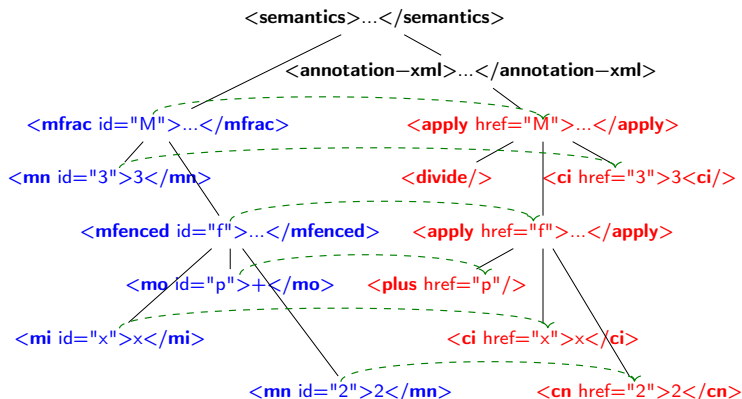 <semantics>...</semantics>
<annotation−xml>...</annotation−xml>
<mfrac id="M">...</mfrac> <apply href="M">...</apply>
<mn id="3">3</mn> <divide/> <ci href="3">3<ci/>
<mfenced id="f">...</mfenced> <apply href="f">...</apply>
<mo id="p">+</mo> <plus href="p"/>
<mi id="x">x</mi> <ci href="x">x</ci>
<mn id="2">2</mn> <cn href="2">2</cn>